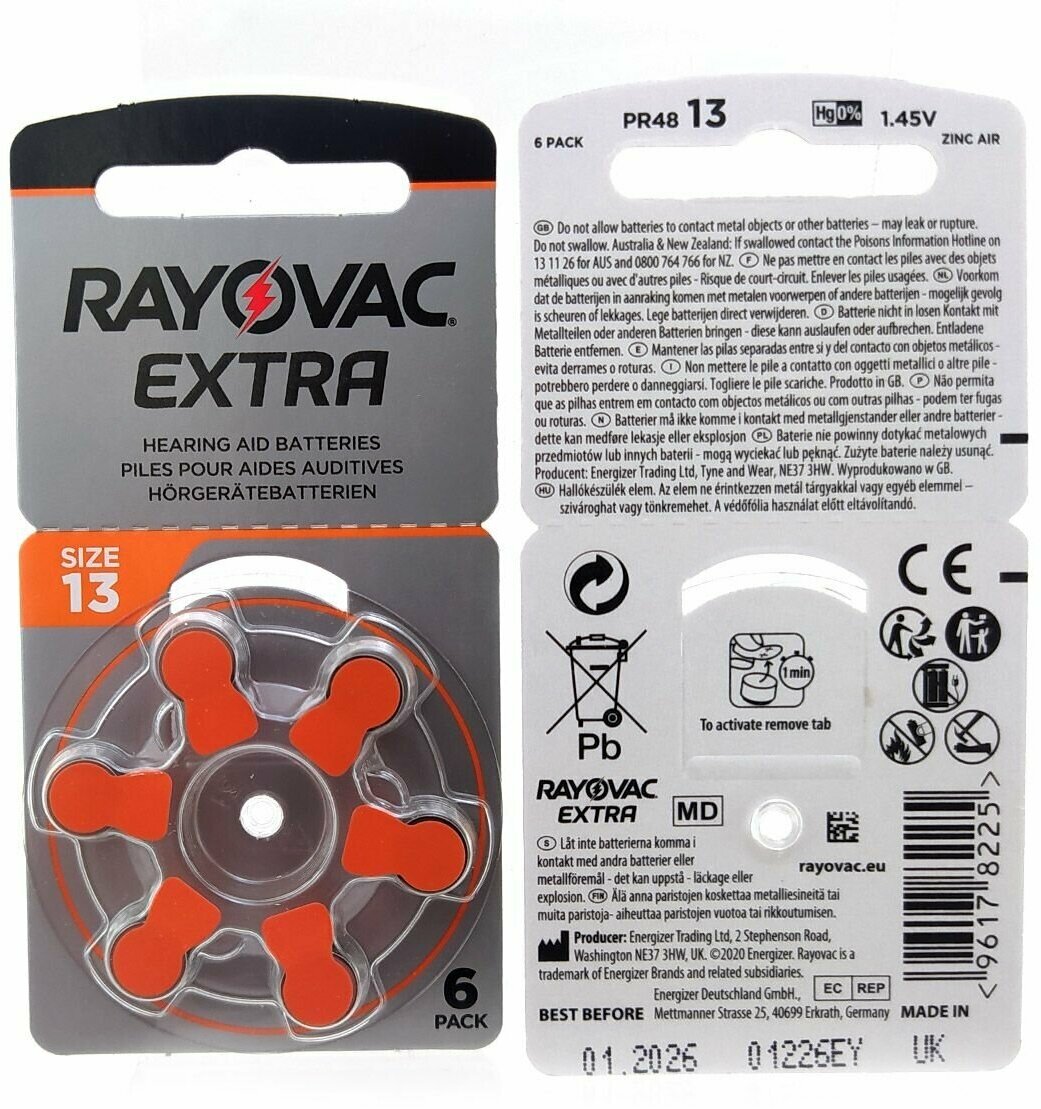 RAYOVAC
EXTRA
HEARING AID BATTERIES
PILES POUR AIDES AUDITIVES
HÖRGERÄTEBATTERIEN
SIZE
13
6
PACK
PR48 13 Hg0% 1.45V
6 PACK ZINC AIR
GB Do not allow batteries to contact metal objects or other batteries – may leak or rupture.
Do not swallow. Australia & New Zealand: If swallowed contact the Poisons Information Hotline on
13 11 26 for AUS and 0800 764 766 for NZ. F Ne pas mettre en contact les piles avec des objets
métalliques ou avec d'autres piles - Risque de court-circuit. Enlever les piles usagées. NL Voorkom
dat de batterijen in aanraking komen met metalen voorwerpen of andere batterijen - mogelijk gevolg
is scheuren of lekkages. Lege batterijen direct verwijderen. D Batterie nicht in losen Kontakt mit
Metallteilen oder anderen Batterien bringen - diese kann auslaufen oder aufbrechen. Entladene
Batterie entfernen. E Mantener las pilas separadas entre si y del contacto con objetos metálicos -
evita derrames o roturas. I Non mettere le pile a contatto con oggetti metallici o altre pile -
potrebbero perdere o danneggiarsi. Togliere le pile scariche. Prodotto in GB. P Não permita
que as pilhas entrem em contacto com objectos metálicos ou com outras pilhas - podem ter fugas
ou roturas. N Batterier må ikke komme i kontakt med metallgjenstander eller andre batterier -
dette kan medføre lekasje eller eksplosjon PL Baterie nie powinny dotykać metalowych
przedmiotów lub innych baterii - mogą wyciekać lub pęknąć. Zużyte baterie należy usunąć.
Producent: Energizer Trading Ltd, Tyne and Wear, NE37 3HW. Wyprodukowano w GB.
HU Hallókészülék elem. Az elem ne érintkezzen metál tárgyakkal vagy egyéb elemmel –
szivároghat vagy tönkremehet. A védőfólia használat előtt eltávolítandó.
CE
1 min
To activate remove tab
Pb
RAYOVAC
EXTRA MD
S Låt inte batterierna komma i
kontakt med andra batterier eller
metallföremål - det kan uppstå - läckage eller
explosion. FIN Älä anna paristojen koskettaa metalliesineitä tai
muita paristoja- aiheuttaa paristojen vuotoa tai rikkoutumisen.
rayovac.eu
Producer: Energizer Trading Ltd, 2 Stephenson Road,
Washington NE37 3HW, UK. ©2020 Energizer. Rayovac is a
trademark of Energizer Brands and related subsidiaries.
Energizer Deutschland GmbH., EC REP
BEST BEFORE Mettmanner Strasse 25, 40699 Erkrath, Germany MADE IN
01.2026 01226EY UK
<9617182251>